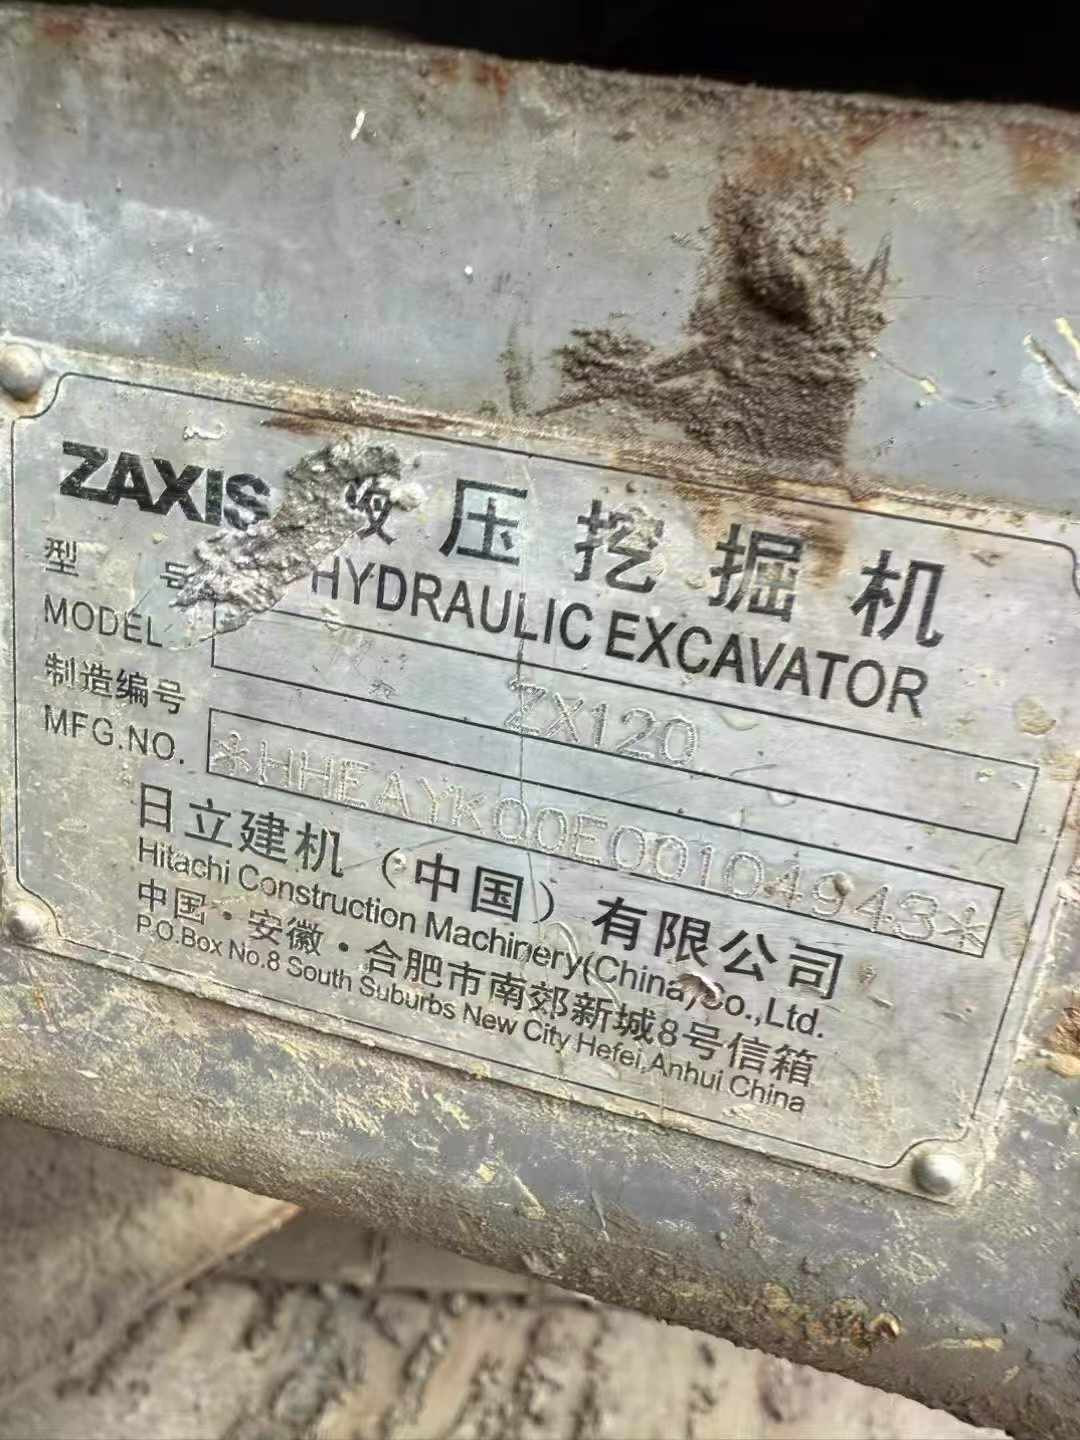 ZAXIS 液压挖掘机
HYDRAULIC EXCAVATOR
型号
MODEL ZX120
制造编号
MFG.NO. *HHEAYK00E00104943*
日立建机（中国）有限公司
Hitachi Construction Machinery(China)Co.,Ltd.
中国·安徽·合肥市南郊新城8号信箱
P.O.Box No.8 South Suburbs New City Hefei,Anhui China